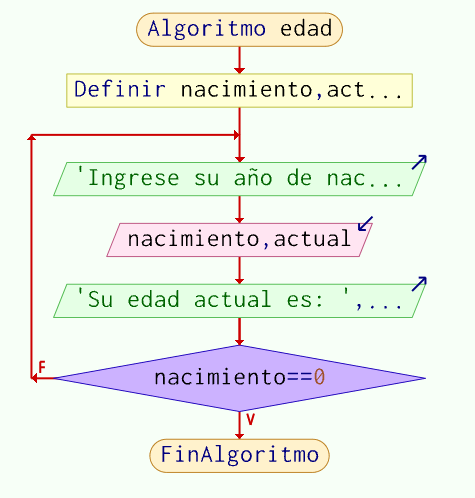 Algoritmo edad
Definir nacimiento,act...
'Ingrese su año de nac...
nacimiento,actual
'Su edad actual es: ',...
F
nacimiento==0
V
FinAlgoritmo